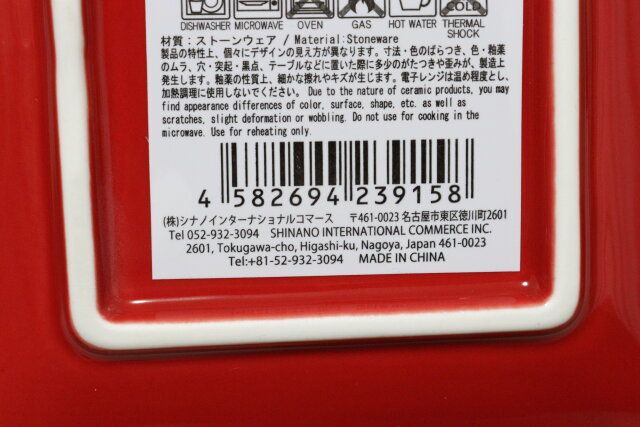 DISHWASHER MICROWAVE OVEN GAS HOT WATER THERMAL SHOCK
材質：ストーンウェア / Material:Stoneware
製品の特性上、個々にデザインの見え方が異なります。寸法・色のばらつき、色・釉薬
のムラ、穴・突起・黒点、テーブルなどに置いた際に多少のがたつきや歪みが、製造上
発生します。釉薬の性質上、細かな擦れやキズが生じます。電子レンジは温め程度とし、
加熱調理に使用しないでください。 Due to the nature of ceramic products, you may
find appearance differences of color, surface, shape, etc. as well as
scratches, slight deformation or wobbling. Do not use for cooking in the
microwave. Use for reheating only.
4 582694 239158
(株)シナノインターナショナルコマース 〒461-0023 名古屋市東区徳川町2601
Tel 052-932-3094 SHINANO INTERNATIONAL COMMERCE INC.
2601, Tokugawa-cho, Higashi-ku, Nagoya, Japan 461-0023
Tel:+81-52-932-3094 MADE IN CHINA